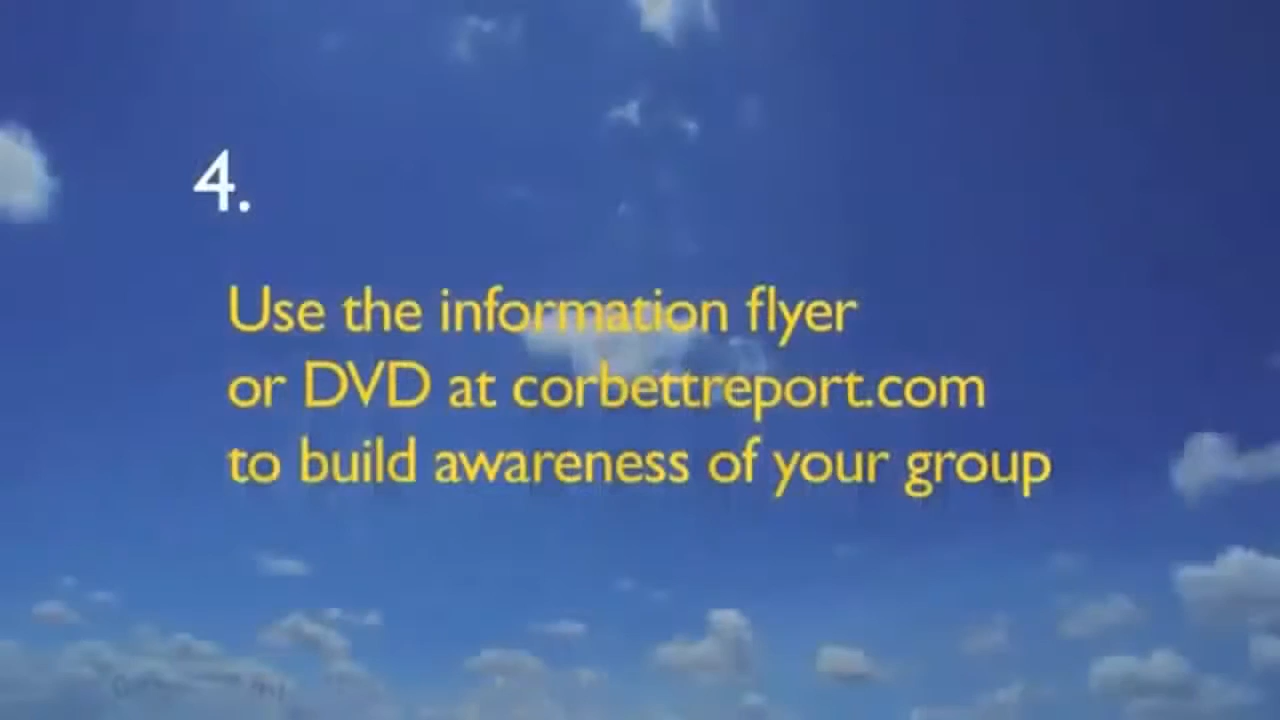 4.
Use the information flyer
or DVD at corbettreport.com
to build awareness of your group